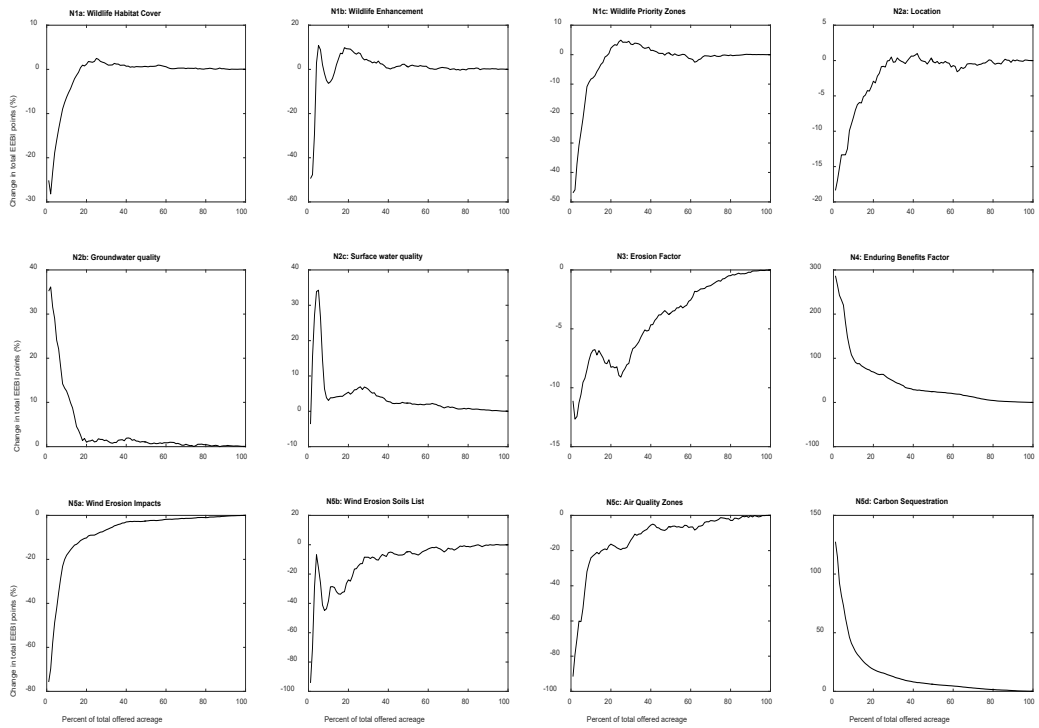 N1a: Wildlife Habitat Cover
N1b: Wildlife Enhancement
N1c: Wildlife Priority Zones
N2a: Location
Change in total EEBI points (%)
10
0
-10
-20
-30
0 20 40 60 80 100
20
0
-20
-40
-60
0 20 40 60 80 100
10
0
-10
-20
-30
-40
-50
0 20 40 60 80 100
5
0
-5
-10
-15
-20
0 20 40 60 80 100
N2b: Groundwater quality
N2c: Surface water quality
N3: Erosion Factor
N4: Enduring Benefits Factor
Change in total EEBI points (%)
40
30
20
10
0
0 20 40 60 80 100
40
30
20
10
0
-10
0 20 40 60 80 100
0
-5
-10
-15
0 20 40 60 80 100
300
200
100
0
-100
0 20 40 60 80 100
N5a: Wind Erosion Impacts
N5b: Wind Erosion Soils List
N5c: Air Quality Zones
N5d: Carbon Sequestration
Change in total EEBI points (%)
0
-20
-40
-60
-80
0 20 40 60 80 100
20
0
-20
-40
-60
-80
-100
0 20 40 60 80 100
0
-20
-40
-60
-80
-100
0 20 40 60 80 100
150
100
50
0
0 20 40 60 80 100
Percent of total offered acreage
Percent of total offered acreage
Percent of total offered acreage
Percent of total offered acreage